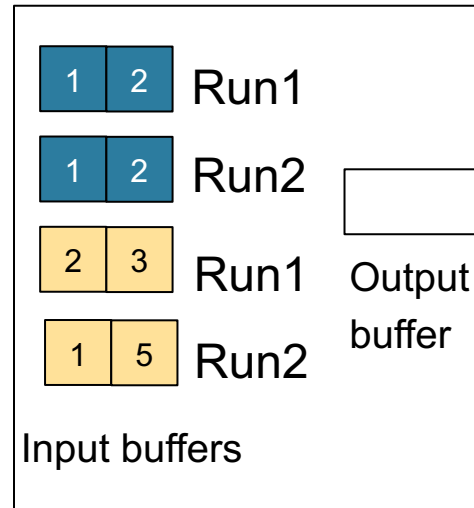 1 2 Run1
1 2 Run2
2 3 Run1
1 5 Run2
Output
buffer
Input buffers